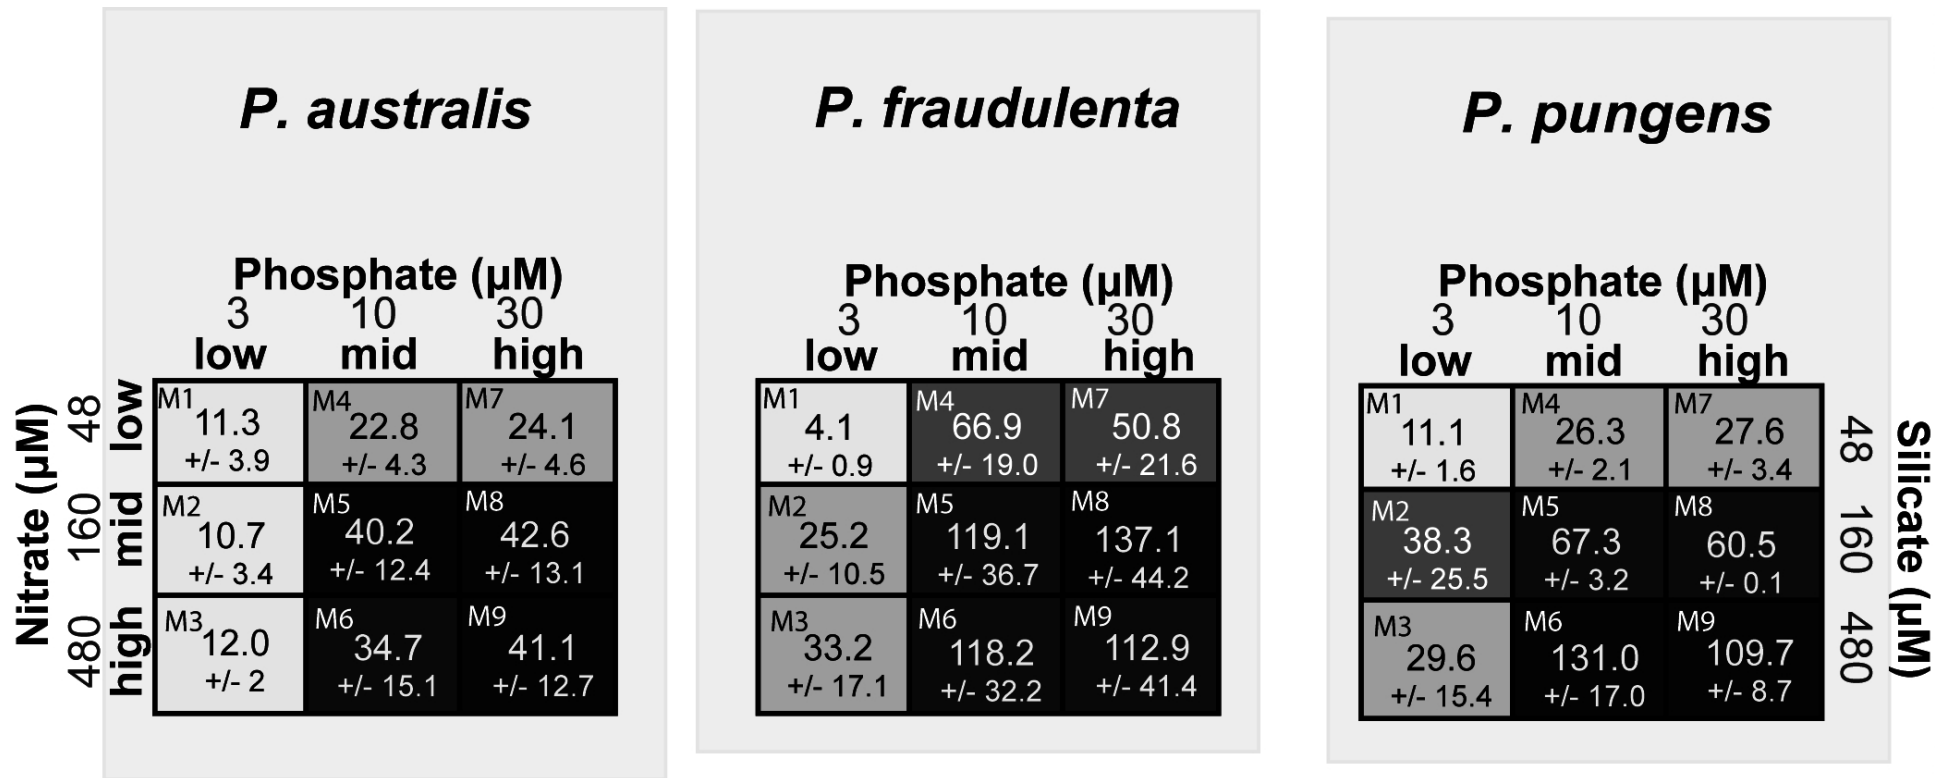 P. australis
Phosphate (µM)
3 10 30
low mid high
Nitrate (µM)
48 low
160 mid
480 high
M1 11.3 +/- 3.9
M4 22.8 +/- 4.3
M7 24.1 +/- 4.6
M2 10.7 +/- 3.4
M5 40.2 +/- 12.4
M8 42.6 +/- 13.1
M3 12.0 +/- 2
M6 34.7 +/- 15.1
M9 41.1 +/- 12.7
P. fraudulenta
Phosphate (µM)
3 10 30
low mid high
M1 4.1 +/- 0.9
M4 66.9 +/- 19.0
M7 50.8 +/- 21.6
M2 25.2 +/- 10.5
M5 119.1 +/- 36.7
M8 137.1 +/- 44.2
M3 33.2 +/- 17.1
M6 118.2 +/- 32.2
M9 112.9 +/- 41.4
P. pungens
Phosphate (µM)
3 10 30
low mid high
M1 11.1 +/- 1.6
M4 26.3 +/- 2.1
M7 27.6 +/- 3.4
M2 38.3 +/- 25.5
M5 67.3 +/- 3.2
M8 60.5 +/- 0.1
M3 29.6 +/- 15.4
M6 131.0 +/- 17.0
M9 109.7 +/- 8.7
48
160
480
Silicate (µM)